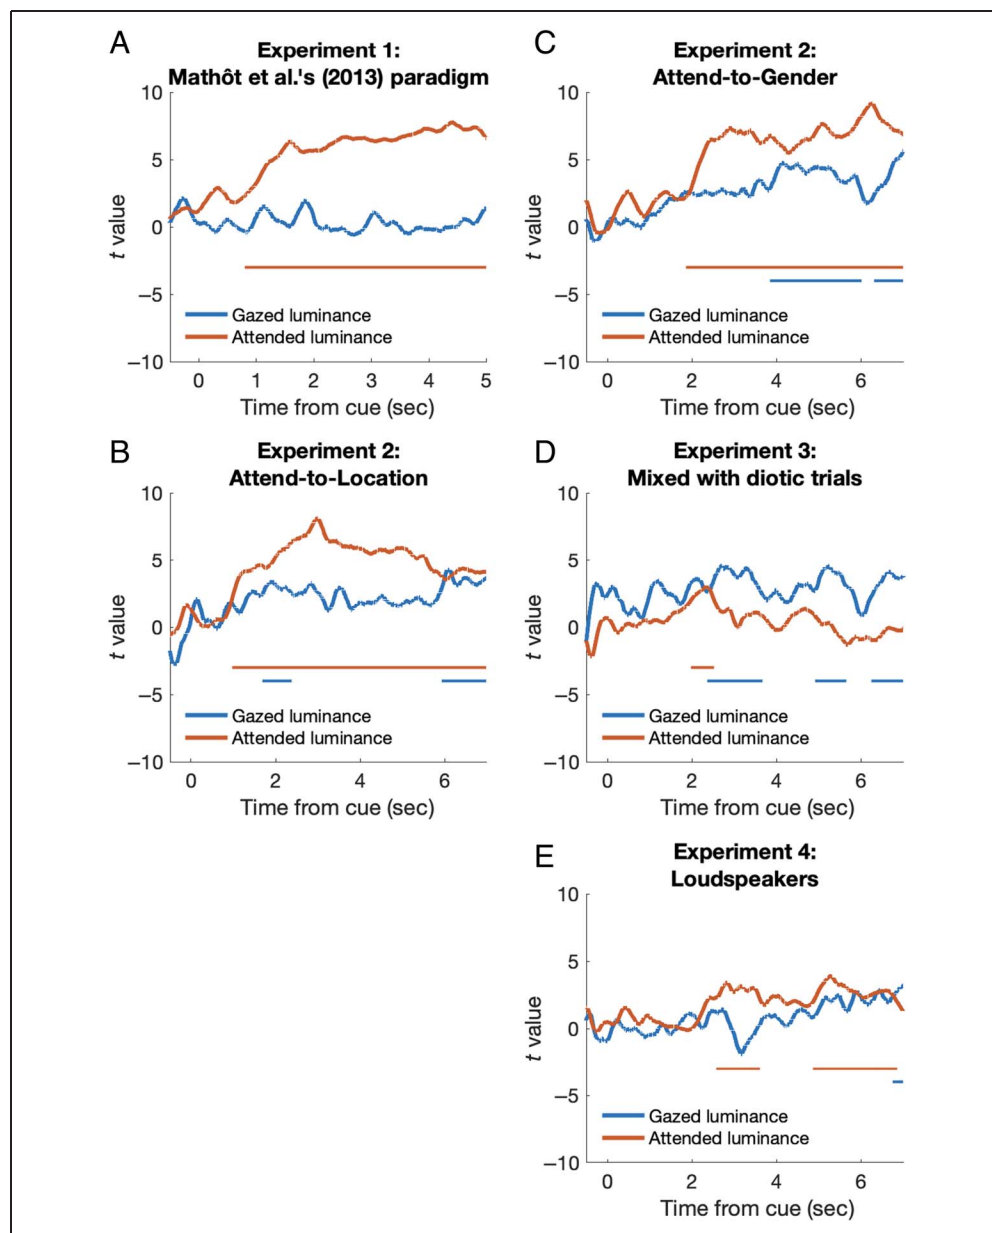 A
Experiment 1:
Mathôt et al.'s (2013) paradigm
10
5
0
−5
−10
t value
Gazed luminance
Attended luminance
0 1 2 3 4 5
Time from cue (sec)
B
Experiment 2:
Attend-to-Location
10
5
0
−5
−10
t value
Gazed luminance
Attended luminance
0 2 4 6
Time from cue (sec)
C
Experiment 2:
Attend-to-Gender
10
5
0
−5
−10
t value
Gazed luminance
Attended luminance
0 2 4 6
Time from cue (sec)
D
Experiment 3:
Mixed with diotic trials
10
5
0
−5
−10
t value
Gazed luminance
Attended luminance
0 2 4 6
Time from cue (sec)
E
Experiment 4:
Loudspeakers
10
5
0
−5
−10
t value
Gazed luminance
Attended luminance
0 2 4 6
Time from cue (sec)